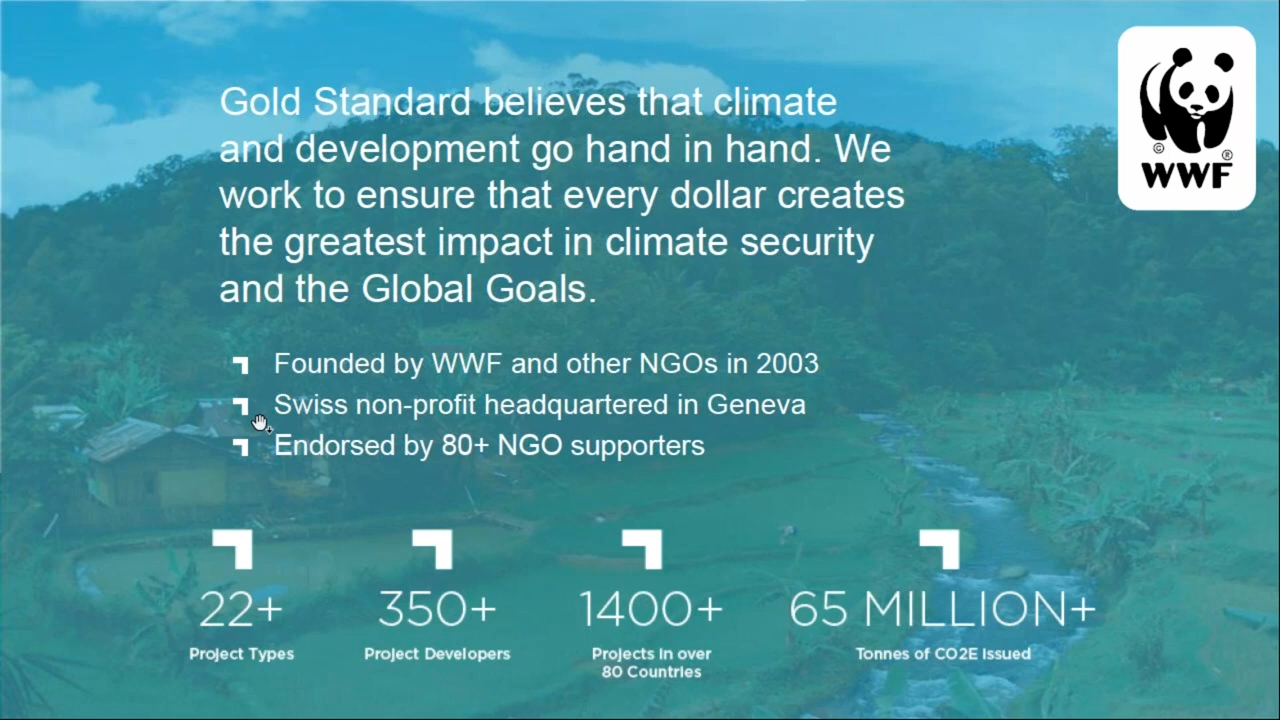 Gold Standard believes that climate
and development go hand in hand. We
work to ensure that every dollar creates
the greatest impact in climate security
and the Global Goals.
Founded by WWF and other NGOs in 2003
Swiss non-profit headquartered in Geneva
Endorsed by 80+ NGO supporters
22+
Project Types
350+
Project Developers
1400+
Projects in over
80 Countries
65 MILLION+
Tonnes of CO2E Issued
© ®
WWF